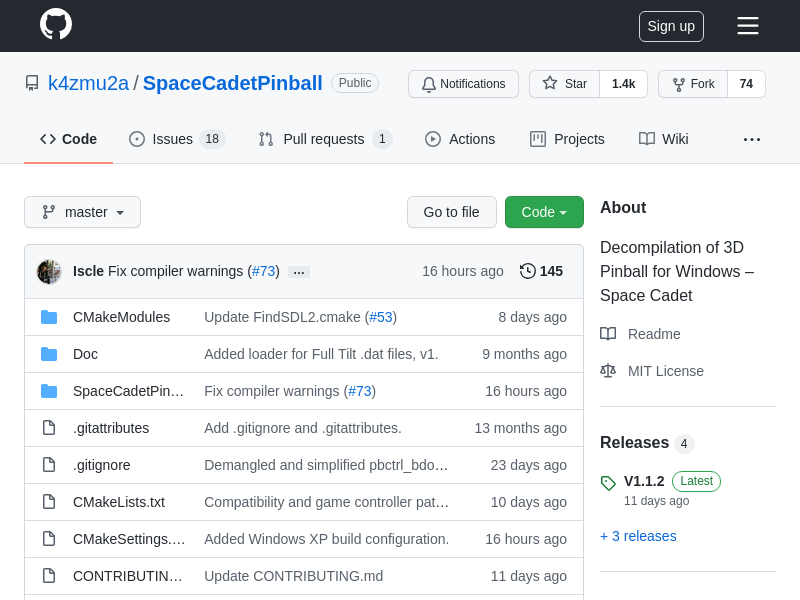 Sign up
k4zmu2a / SpaceCadetPinball Public
Notifications Star 1.4k Fork 74
Code Issues 18 Pull requests 1 Actions Projects Wiki ...
master Go to file Code
Iscle Fix compiler warnings (#73) ... 16 hours ago 145
CMakeModules Update FindSDL2.cmake (#53) 8 days ago
Doc Added loader for Full Tilt .dat files, v1. 9 months ago
SpaceCadetPin… Fix compiler warnings (#73) 16 hours ago
.gitattributes Add .gitignore and .gitattributes. 13 months ago
.gitignore Demangled and simplified pbctrl_bdo… 23 days ago
CMakeLists.txt Compatibility and game controller pat… 10 days ago
CMakeSettings.… Added Windows XP build configuration. 16 hours ago
CONTRIBUTIN… Update CONTRIBUTING.md 11 days ago
About
Decompilation of 3D
Pinball for Windows –
Space Cadet
Readme
MIT License
Releases 4
V1.1.2 Latest
11 days ago
+ 3 releases